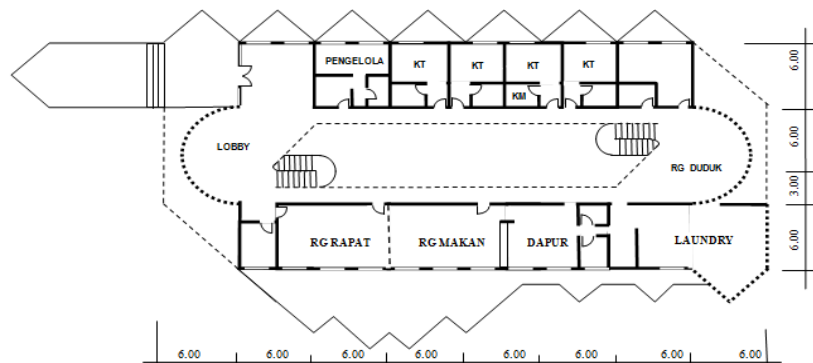 PENGELOLA
KT
KT
KT
KT
KM
LOBBY
RG DUDUK
RG RAPAT
RG MAKAN
DAPUR
LAUNDRY
6.00
6.00
3.00
6.00
6.00 6.00 6.00 6.00 6.00 6.00 6.00 6.00